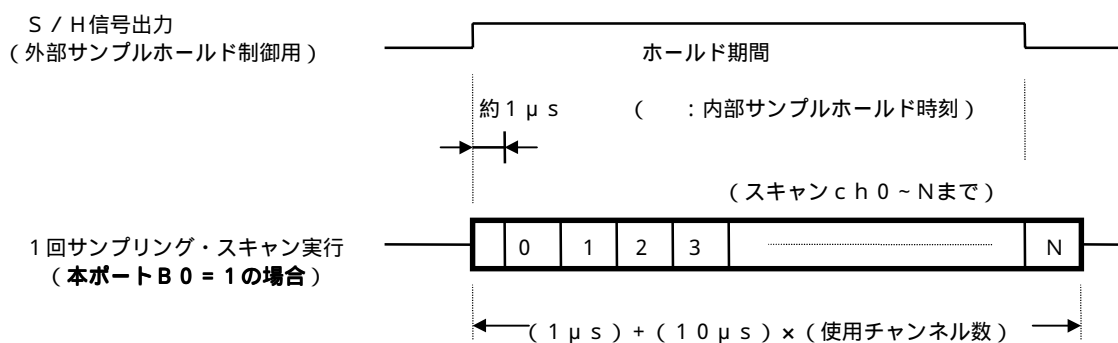 S/H信号出力
(外部サンプルホールド制御用)
ホールド期間
約1μs
( :内部サンプルホールド時刻)
(スキャンch0~Nまで)
1回サンプリング・スキャン実行
(本ポートB0=1の場合)
0 1 2 3 N
(1μs)+(10μs)×(使用チャンネル数)